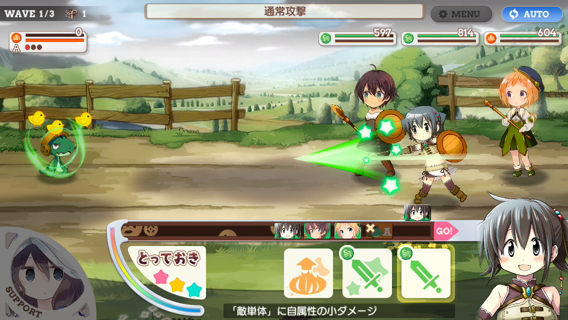 WAVE 1/3 1
通常攻撃
MENU
AUTO
0
A
597
814
604
GO!
とっておき
SUPPORT
「敵単体」に自属性の小ダメージ